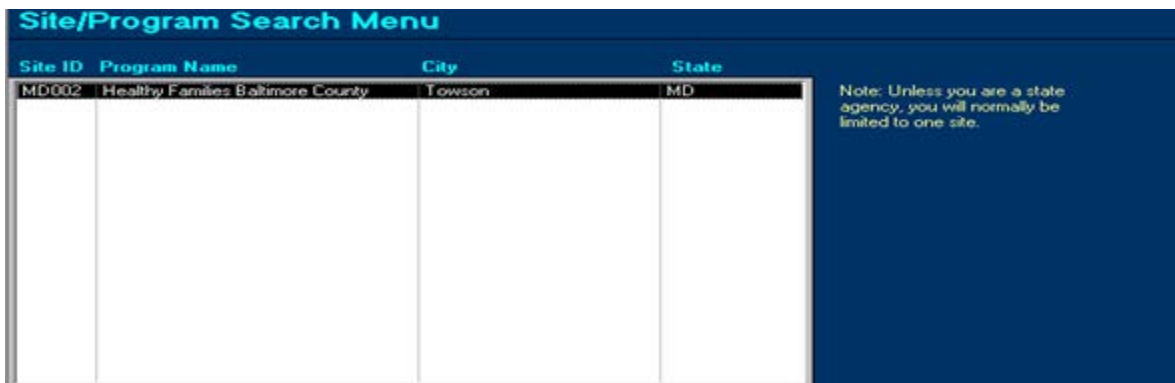 Site/Program Search Menu
Site ID Program Name City State
MD002 Healthy Families Baltimore County Towson MD
Note: Unless you are a state
agency, you will normally be
limited to one site.